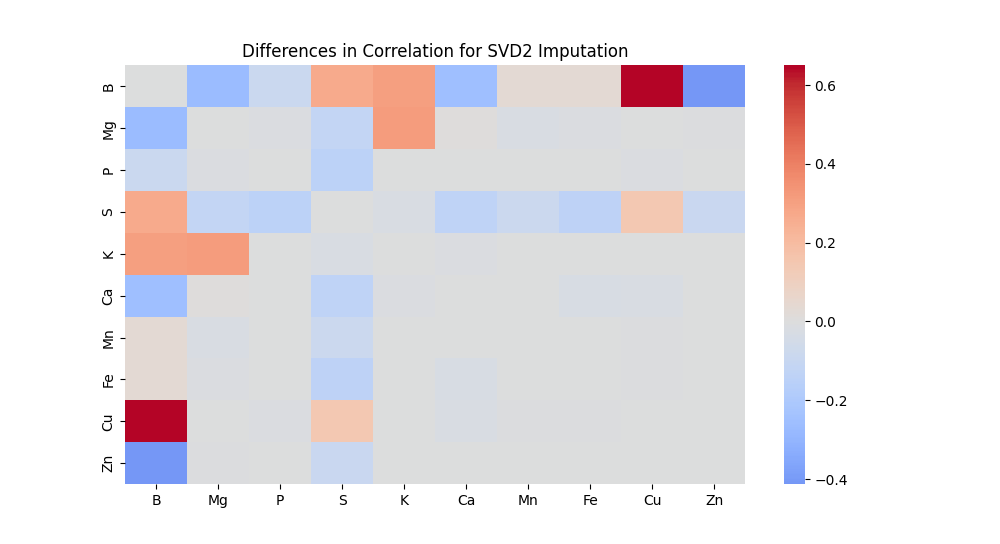 Differences in Correlation for SVD2 Imputation
B
Mg
P
S
K
Ca
Mn
Fe
Cu
Zn
B Mg P S K Ca Mn Fe Cu Zn
0.6
0.4
0.2
0.0
−0.2
−0.4